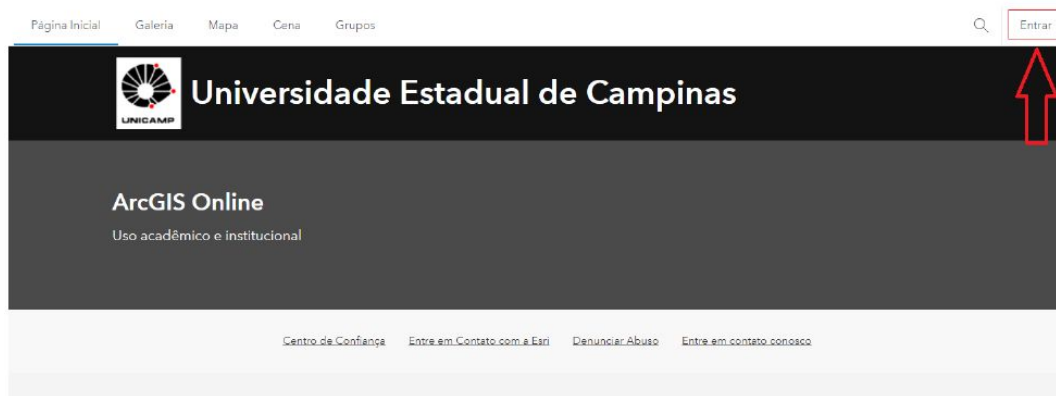 Página Inicial Galeria Mapa Cena Grupos Entrar
UNICAMP
Universidade Estadual de Campinas
ArcGIS Online
Uso acadêmico e institucional
Centro de Confiança Entre em Contato com a Esri Denunciar Abuso Entre em contato conosco